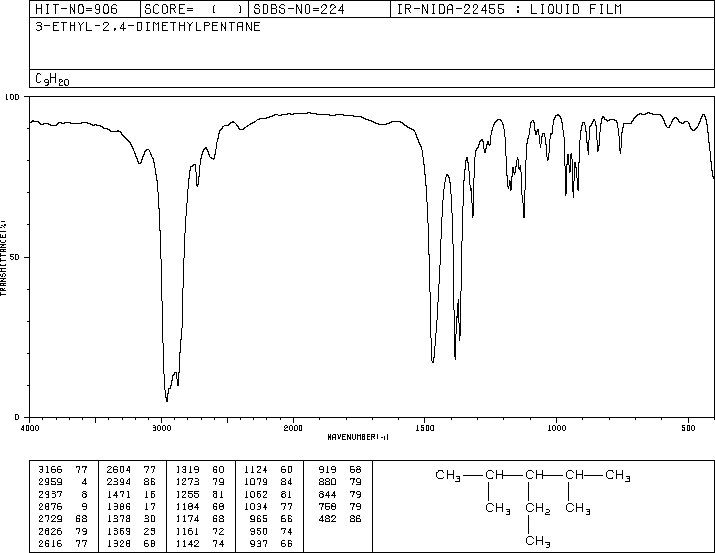 HIT-NO=906 SCORE= ( ) SDBS-NO=224 IR-NIDA-22455 : LIQUID FILM
3-ETHYL-2,4-DIMETHYLPENTANE
C9H20
100
TRANSMITTANCE(%)
50
0
4000 3000 2000 1500 1000 500
WAVENUMBER(-1)
3166 77 2604 77 1319 60 1124 60 919 68
2959 4 2394 86 1273 79 1079 84 880 79
2937 8 1471 16 1255 81 1062 81 844 79
2876 9 1386 17 1184 68 1034 77 758 79
2729 68 1378 30 1174 68 965 66 482 86
2626 79 1369 23 1161 72 950 74
2616 77 1328 68 1142 74 937 66
CH3 CH CH CH CH3
CH3 CH2 CH3
CH3